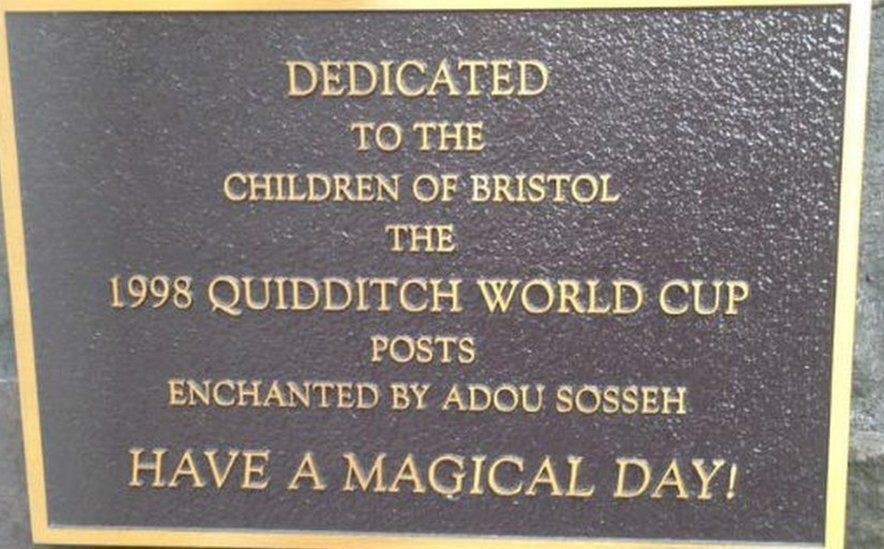 DEDICATED
TO THE
CHILDREN OF BRISTOL
THE
1998 QUIDDITCH WORLD CUP
POSTS
ENCHANTED BY ADOU SOSSEH
HAVE A MAGICAL DAY!